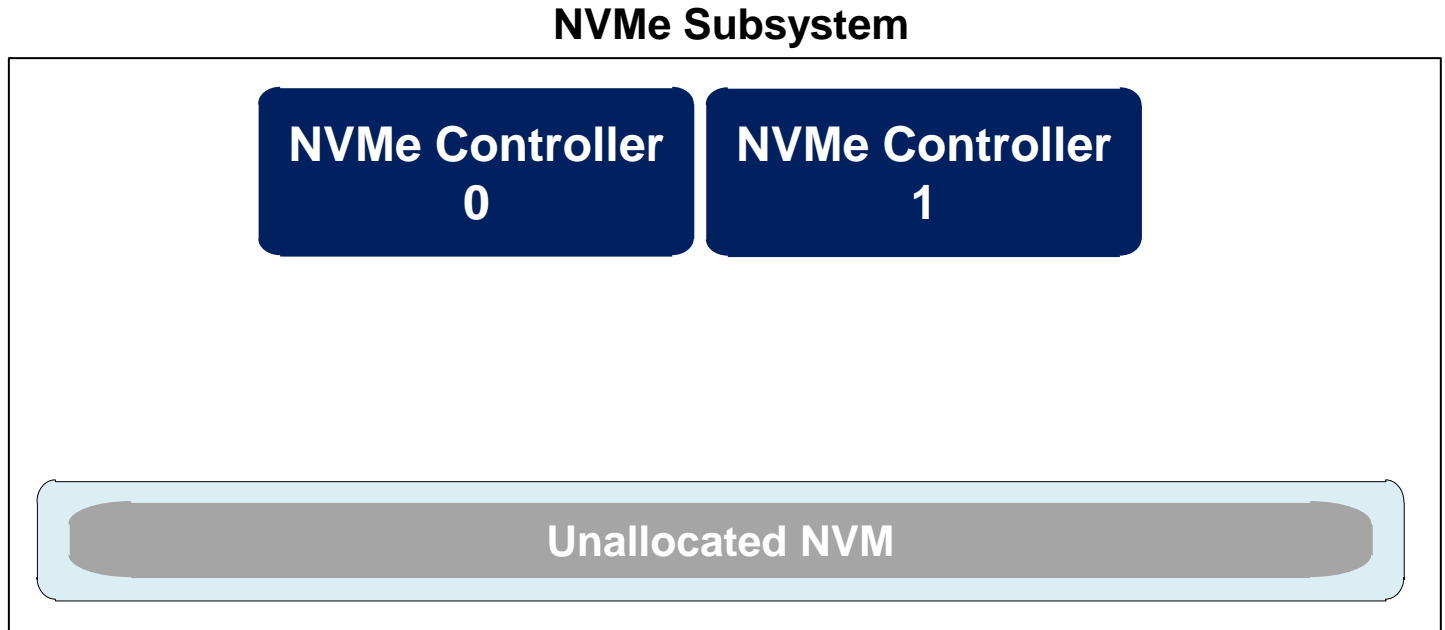 NVMe Subsystem
NVMe Controller
0
NVMe Controller
1
Unallocated NVM